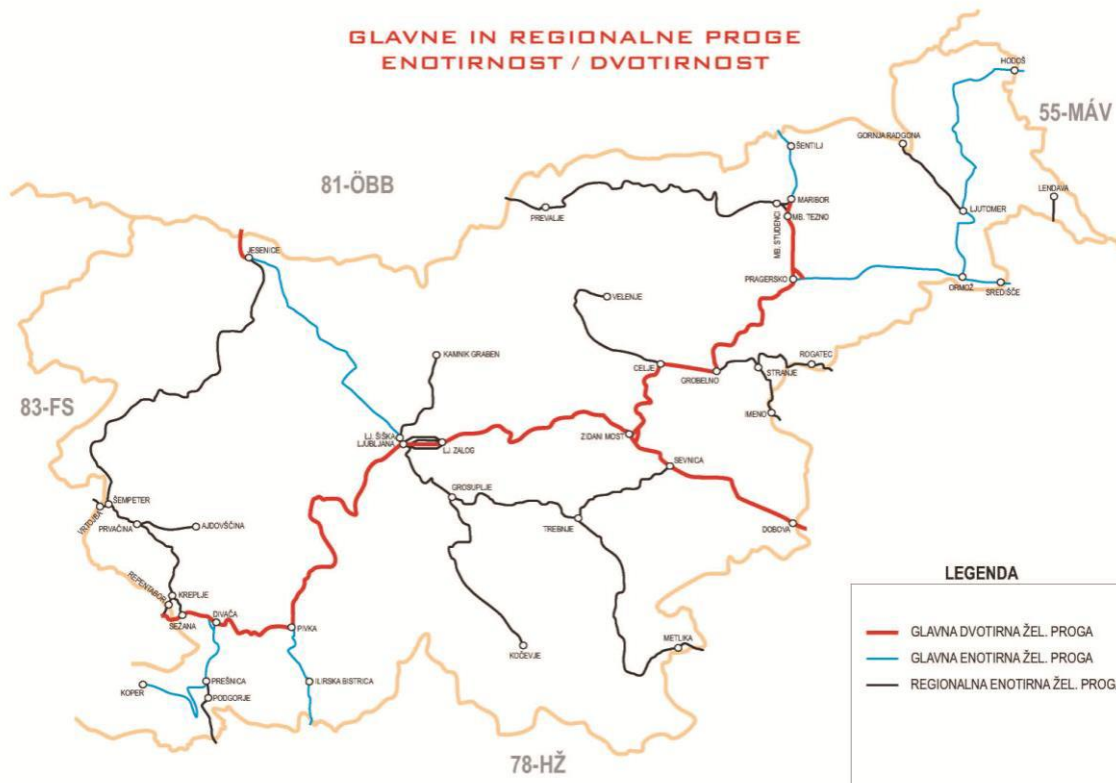 GLAVNE IN REGIONALNE PROGE
ENOTIRNOST / DVOTIRNOST
HODOŠ
55-MÁV
GORNJA RADGONA
ŠENTILJ
81-ÖBB
LENDAVA
PREVALJE
MARIBOR
MB. STUDENCI
MB. TEZNO
LJUTOMER
JESENICE
PRAGERSKO
ORMOŽ
SREDIŠČE
VELENJE
KAMNIK GRABEN
CELJE
GROBELNO
STRANJE
ROGATEC
83-FS
IMENO
LJ. ŠIŠKA
LJUBLJANA
LJ. ZALOG
ZIDANI MOST
SEVNICA
GROSUPLJE
ŠEMPETER
VRTOJBA
PRVAČINA
AJDOVŠČINA
TREBNJE
DOBOVA
REPENTABOR
KREPLJE
SEŽANA
DIVAČA
PIVKA
KOČEVJE
METLIKA
KOPER
PREŠNICA
PODGORJE
ILIRSKA BISTRICA
78-HŽ
LEGENDA
GLAVNA DVOTIRNA ŽEL. PROGA
GLAVNA ENOTIRNA ŽEL. PROGA
REGIONALNA ENOTIRNA ŽEL. PROG